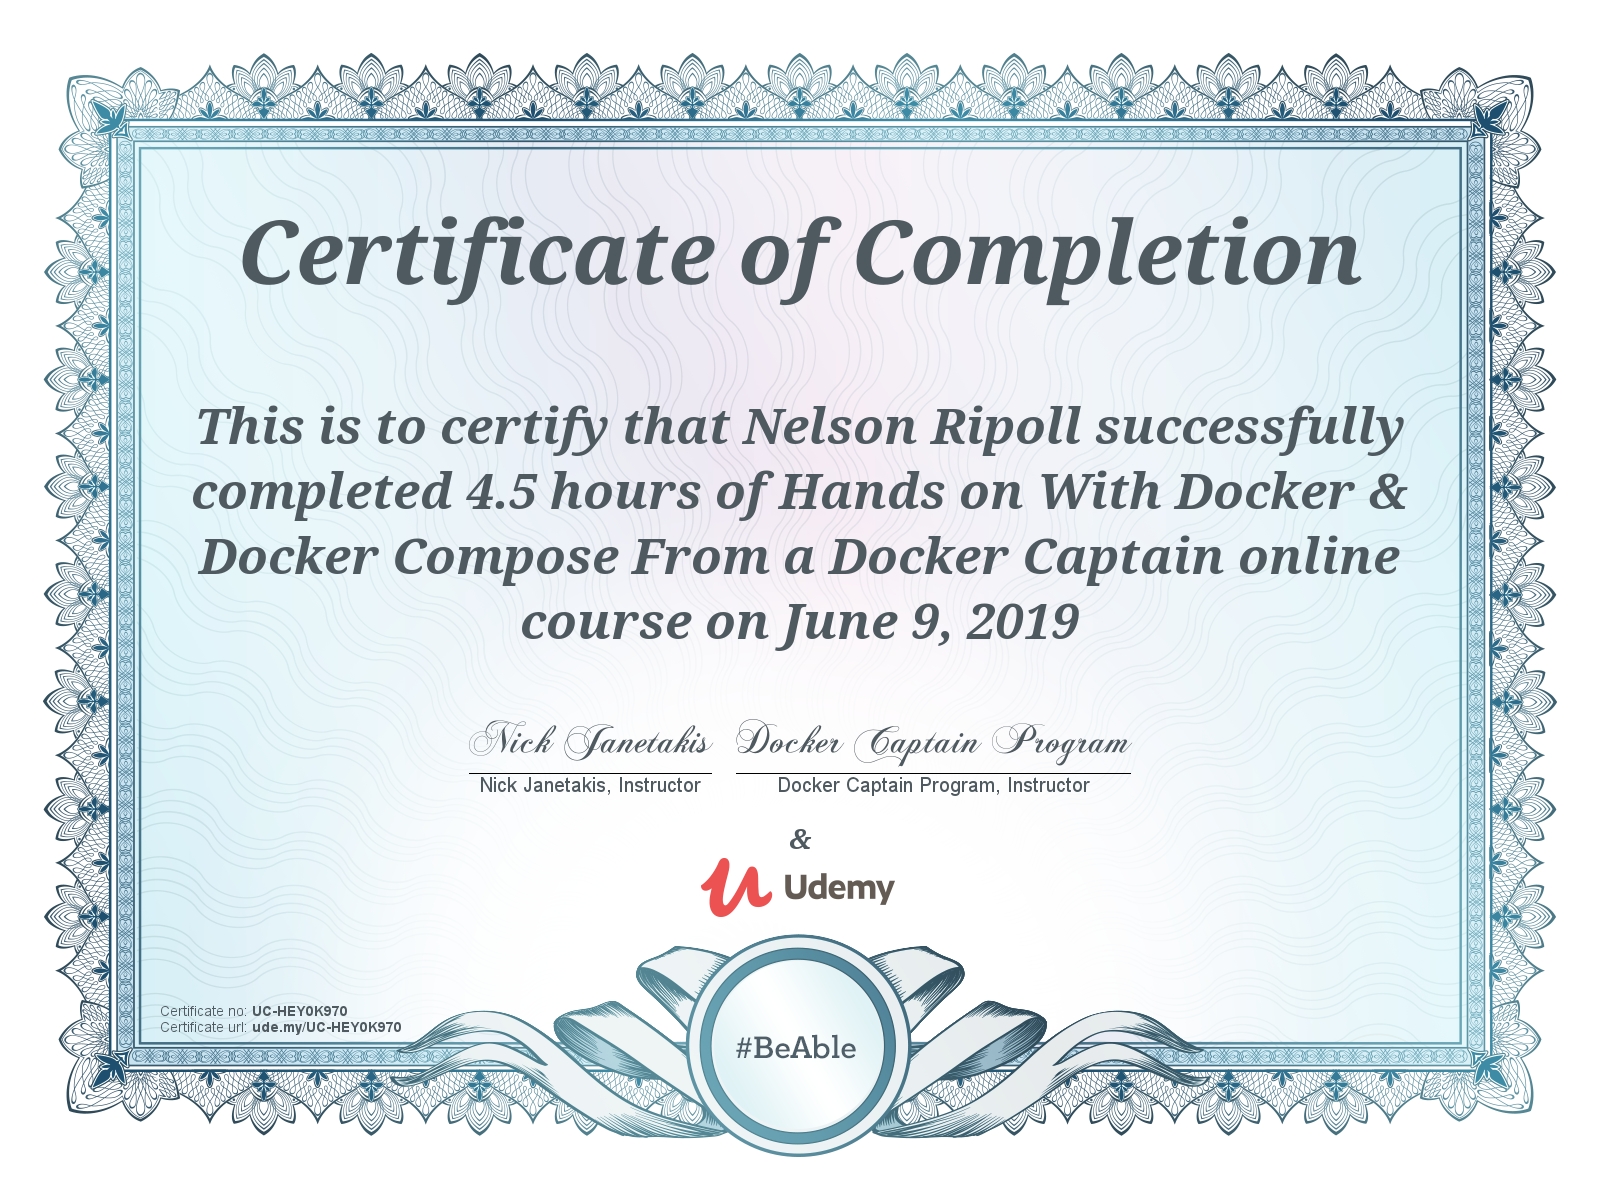 Certificate of Completion
This is to certify that Nelson Ripoll successfully
completed 4.5 hours of Hands on With Docker &
Docker Compose From a Docker Captain online
course on June 9, 2019
Nick Janetakis Docker Captain Program
Nick Janetakis, Instructor Docker Captain Program, Instructor
&
Udemy
Certificate no: UC-HEY0K970
Certificate url: ude.my/UC-HEY0K970
#BeAble